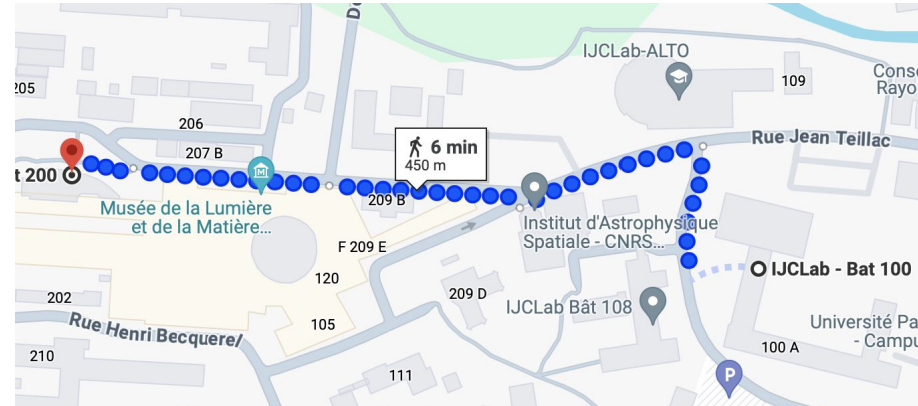 IJCLab-ALTO
109
Conse
Rayo
205
206
207 B
6 min
450 m
Rue Jean Teillac
t 200
Musée de la Lumière
et de la Matière...
209 B
Institut d'Astrophysique
Spatiale - CNRS...
F 209 E
120
IJCLab - Bat 100
209 D
IJCLab Bât 108
202
105
Rue Henri Becquerel
Université Pa
- Campu
210
100 A
111
P